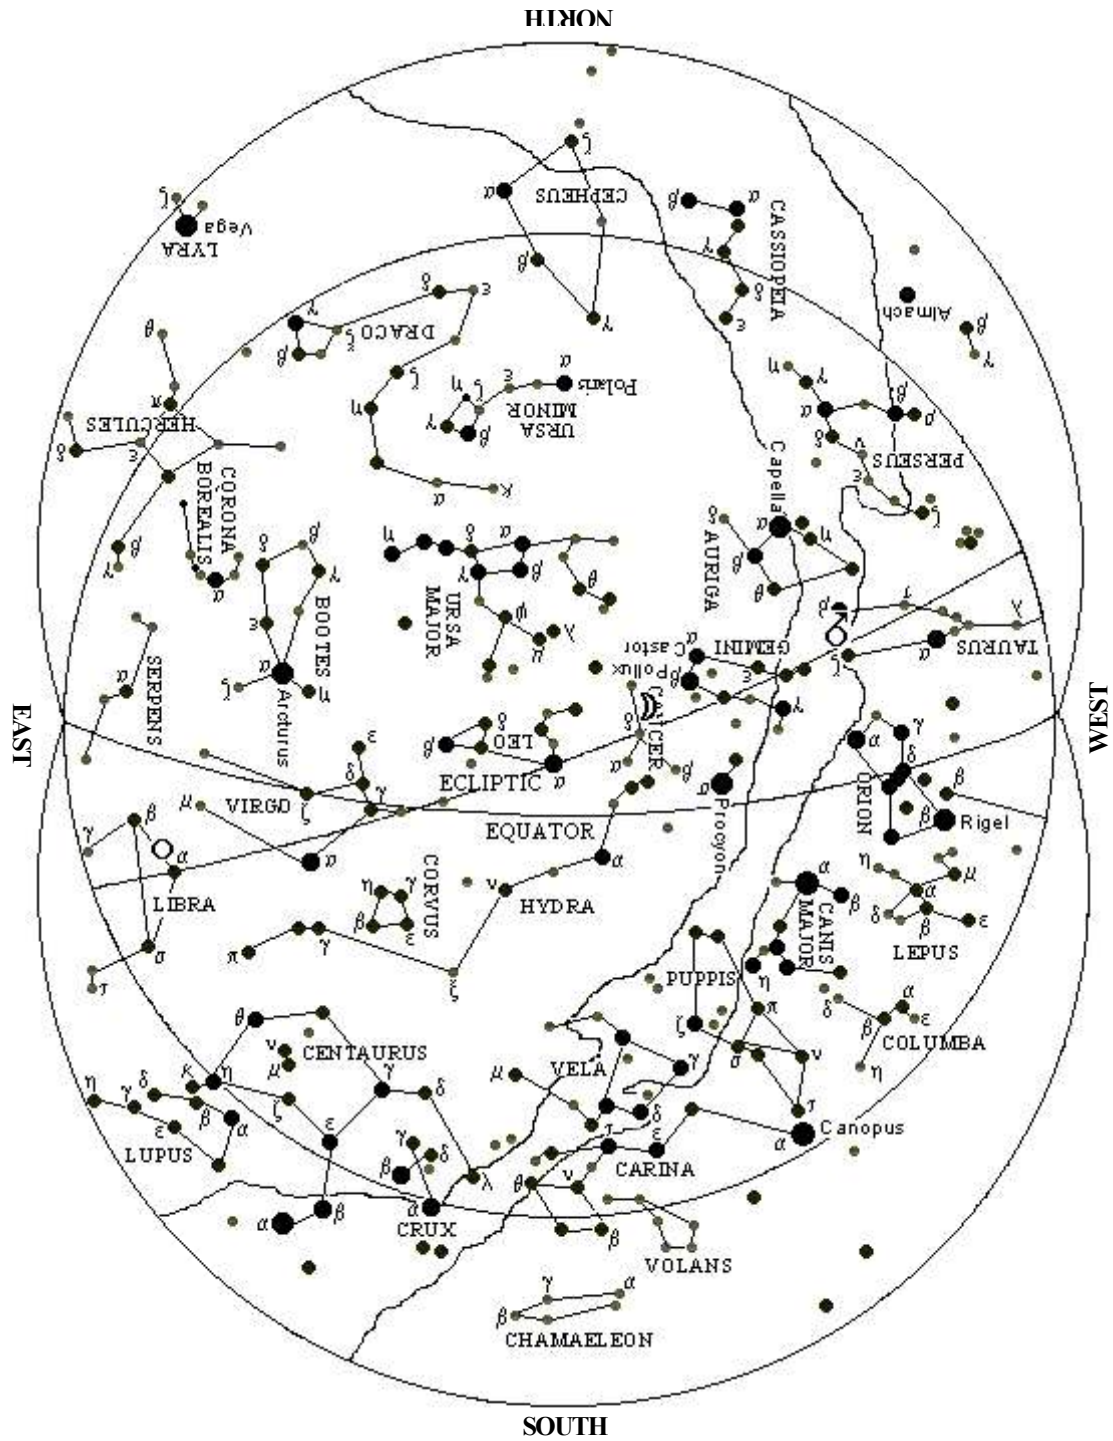 NORTH
ζ
α
CEPHEUS
β
γ
β
α
CASSIOPEIA
γ
δ
ε
ζ
Vega
LYRA
Almach
β
γ
δ
ε
γ
DRACO
ζ
β
ζ
η
α
κ
α
Polaris
ε
ζ
η
URSA
MINOR
γ
β
θ
π
HERCULES
δ
ε
β
γ
η
γ
α
β
ρ
δ
ν
PERSEUS
ε
ζ
CORONA
BOREALIS
α
δ
β
γ
BOOTES
ε
α
ζ
η
Arcturus
η
δ
α
γ
β
θ
URSA
MAJOR
ψ
λ
μ
Capella
δ
α
η
AURIGA
β
θ
β
τ
λ
TAURUS
α
ζ
α
Castor
GEMINI
β
Pollux
ε
γ
SERPENS
α
EAST
WEST
δ
LEO
β
α
CANCER
δ
α
β
ECLIPTIC
EQUATOR
ε
δ
γ
VIRGO
ζ
μ
α
Procyon
α
α
γ
δ
ORION
β
β
Rigel
γ
β
α
LIBRA
σ
τ
CORVUS
η
γ
β
ε
ν
HYDRA
α
π
γ
ξ
α
CANIS
MAJOR
β
η
η
μ
α
δ
β
ε
LEPUS
PUPPIS
ζ
π
σ
ν
τ
δ
α
β
ε
COLUMBA
η
θ
CENTAURUS
ν
μ
κ
η
γ
δ
ζ
ε
λ
η
γ
δ
β
α
ε
LUPUS
γ
δ
β
α
CRUX
α
β
VELA
μ
γ
δ
τ
ε
CARINA
α
Canopus
θ
ν
β
VOLANS
γ
α
β
CHAMAELEON
SOUTH